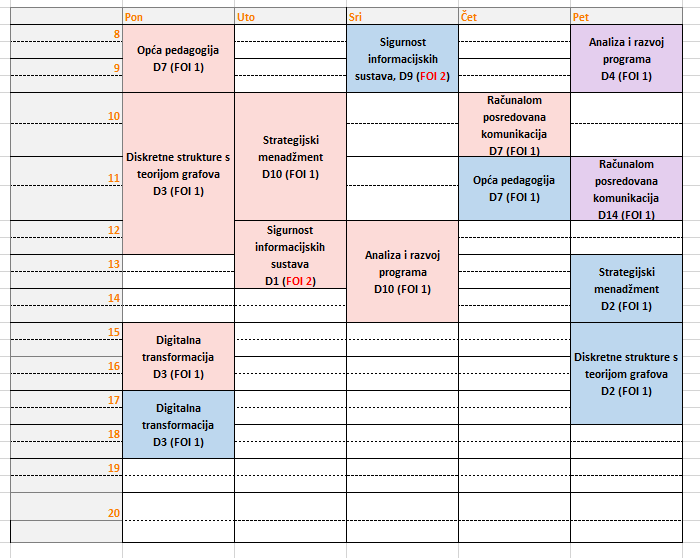 Pon Uto Sri Čet Pet
8
Opća pedagogija
D7 (FOI 1)
Sigurnost
informacijskih
sustava, D9 (FOI 2)
Analiza i razvoj
programa
D4 (FOI 1)
9
10
Diskretne strukture s
teorijom grafova
D3 (FOI 1)
Strategijski
menadžment
D10 (FOI 1)
Računalom
posredovana
komunikacija
D7 (FOI 1)
11
Opća pedagogija
D7 (FOI 1)
Računalom
posredovana
komunikacija
D14 (FOI 1)
12
Sigurnost
informacijskih
sustava
D1 (FOI 2)
Analiza i razvoj
programa
D10 (FOI 1)
13
Strategijski
menadžment
D2 (FOI 1)
14
15
Digitalna
transformacija
D3 (FOI 1)
Diskretne strukture s
teorijom grafova
D2 (FOI 1)
16
17
Digitalna
transformacija
D3 (FOI 1)
18
19
20